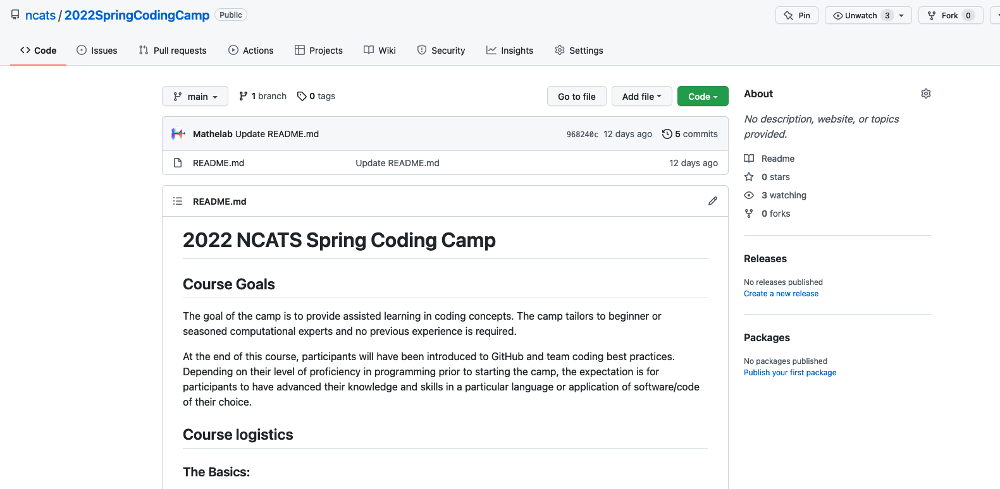 ncats / 2022SpringCodingCamp Public
Pin
Unwatch 3
Fork 0
Code
Issues
Pull requests
Actions
Projects
Wiki
Security
Insights
Settings
main
1 branch
0 tags
Go to file
Add file
Code
Mathelab Update README.md
968240c 12 days ago
5 commits
README.md
Update README.md
12 days ago
README.md
2022 NCATS Spring Coding Camp
Course Goals
The goal of the camp is to provide assisted learning in coding concepts. The camp tailors to beginner or
seasoned computational experts and no previous experience is required.
At the end of this course, participants will have been introduced to GitHub and team coding best practices.
Depending on their level of proficiency in programming prior to starting the camp, the expectation is for
participants to have advanced their knowledge and skills in a particular language or application of software/code
of their choice.
Course logistics
The Basics:
About
No description, website, or topics
provided.
Readme
0 stars
3 watching
0 forks
Releases
No releases published
Create a new release
Packages
No packages published
Publish your first package